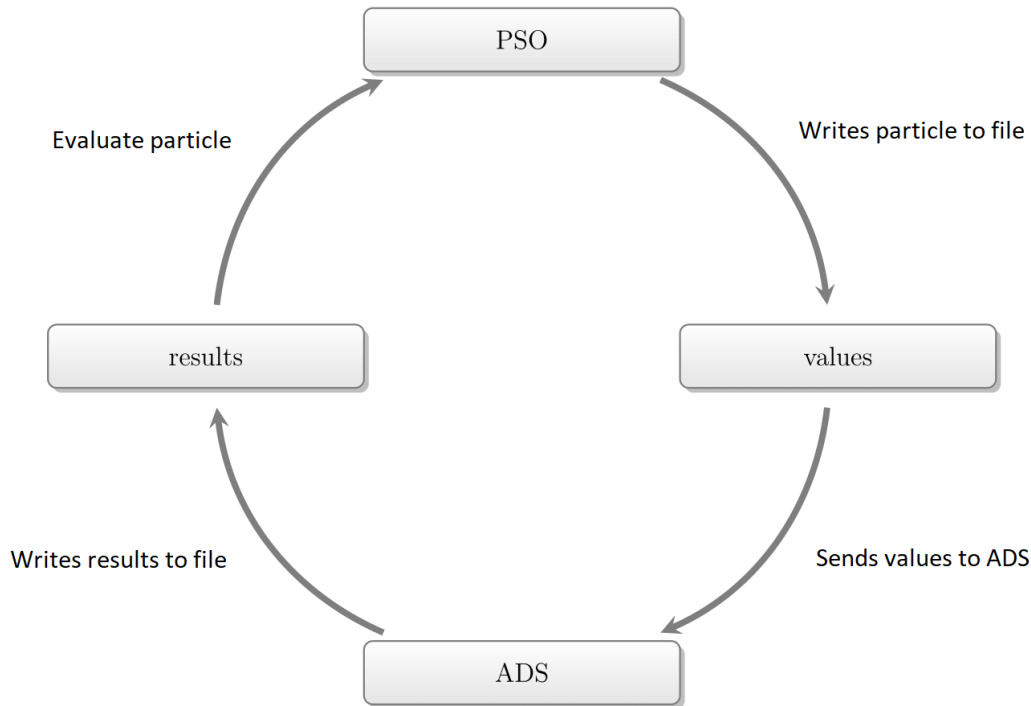 PSO
Evaluate particle
Writes particle to file
results
values
Writes results to file
Sends values to ADS
ADS